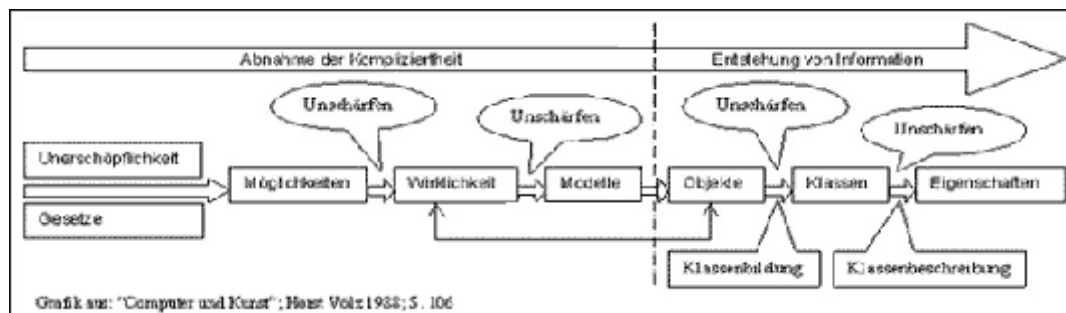 Abnahme der Kompliziertheit Entstehung von Information
Unschärfen Unschärfen Unschärfen Unschärfen
Unerschöpflichkeit
Möglichkeiten Wirklichkeit Modelle Objekte Klassen Eigenschaften
Gesetze
Klassenbildung Klassenbeschreibung
Grafik aus: "Computer und Kunst"; Horst Völz 1988; S. 106